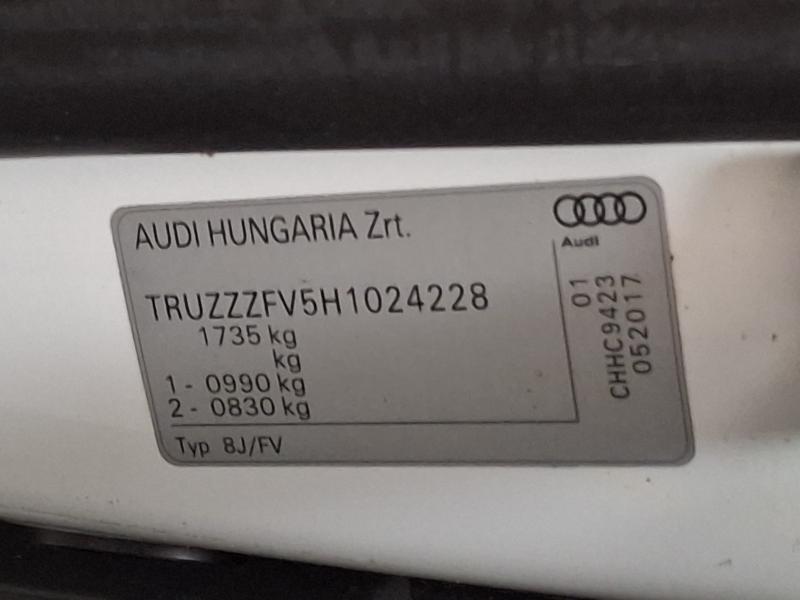 AUDI HUNGARIA Zrt.
Audi
TRUZZZFV5H1024228
1735 kg
kg
1 - 0990 kg
2 - 0830 kg
Typ 8J/FV
01
CHHC9423
052017